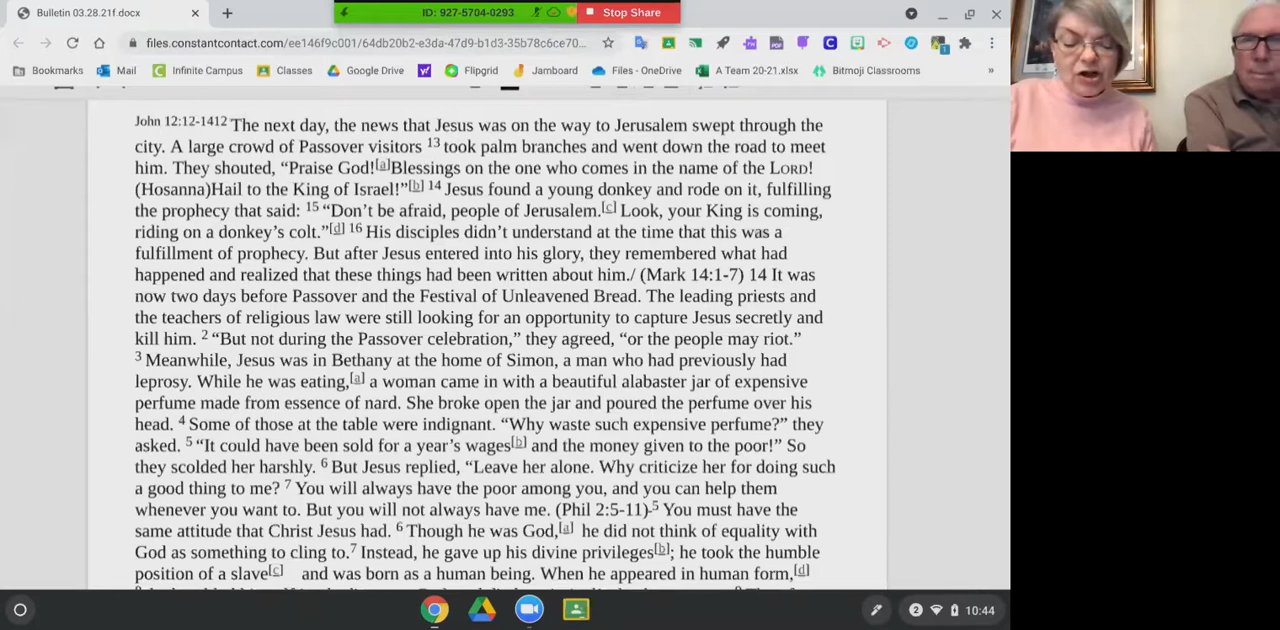 Bulletin 03.28.21f.docx
ID: 927-5704-0293 Stop Share
files.constantcontact.com/ee146f9c001/64db20b2-e3da-47d9-b1d3-35b78c6ce70...
Bookmarks Mail Infinite Campus Classes Google Drive Flipgrid Jamboard Files - OneDrive A Team 20-21.xlsx Bitmoji Classrooms »
John 12:12-1412 The next day, the news that Jesus was on the way to Jerusalem swept through the
city. A large crowd of Passover visitors 13 took palm branches and went down the road to meet
him. They shouted, “Praise God![a]Blessings on the one who comes in the name of the LORD!
(Hosanna)Hail to the King of Israel!”[b] 14 Jesus found a young donkey and rode on it, fulfilling
the prophecy that said: 15 “Don’t be afraid, people of Jerusalem.[c] Look, your King is coming,
riding on a donkey’s colt.”[d] 16 His disciples didn’t understand at the time that this was a
fulfillment of prophecy. But after Jesus entered into his glory, they remembered what had
happened and realized that these things had been written about him./ (Mark 14:1-7) 14 It was
now two days before Passover and the Festival of Unleavened Bread. The leading priests and
the teachers of religious law were still looking for an opportunity to capture Jesus secretly and
kill him. 2 “But not during the Passover celebration,” they agreed, “or the people may riot.”
3 Meanwhile, Jesus was in Bethany at the home of Simon, a man who had previously had
leprosy. While he was eating,[a] a woman came in with a beautiful alabaster jar of expensive
perfume made from essence of nard. She broke open the jar and poured the perfume over his
head. 4 Some of those at the table were indignant. “Why waste such expensive perfume?” they
asked. 5 “It could have been sold for a year’s wages[b] and the money given to the poor!” So
they scolded her harshly. 6 But Jesus replied, “Leave her alone. Why criticize her for doing such
a good thing to me? 7 You will always have the poor among you, and you can help them
whenever you want to. But you will not always have me. (Phil 2:5-11)-5 You must have the
same attitude that Christ Jesus had. 6 Though he was God,[a] he did not think of equality with
God as something to cling to.7 Instead, he gave up his divine privileges[b]; he took the humble
position of a slave[c] and was born as a human being. When he appeared in human form,[d]
2 10:44